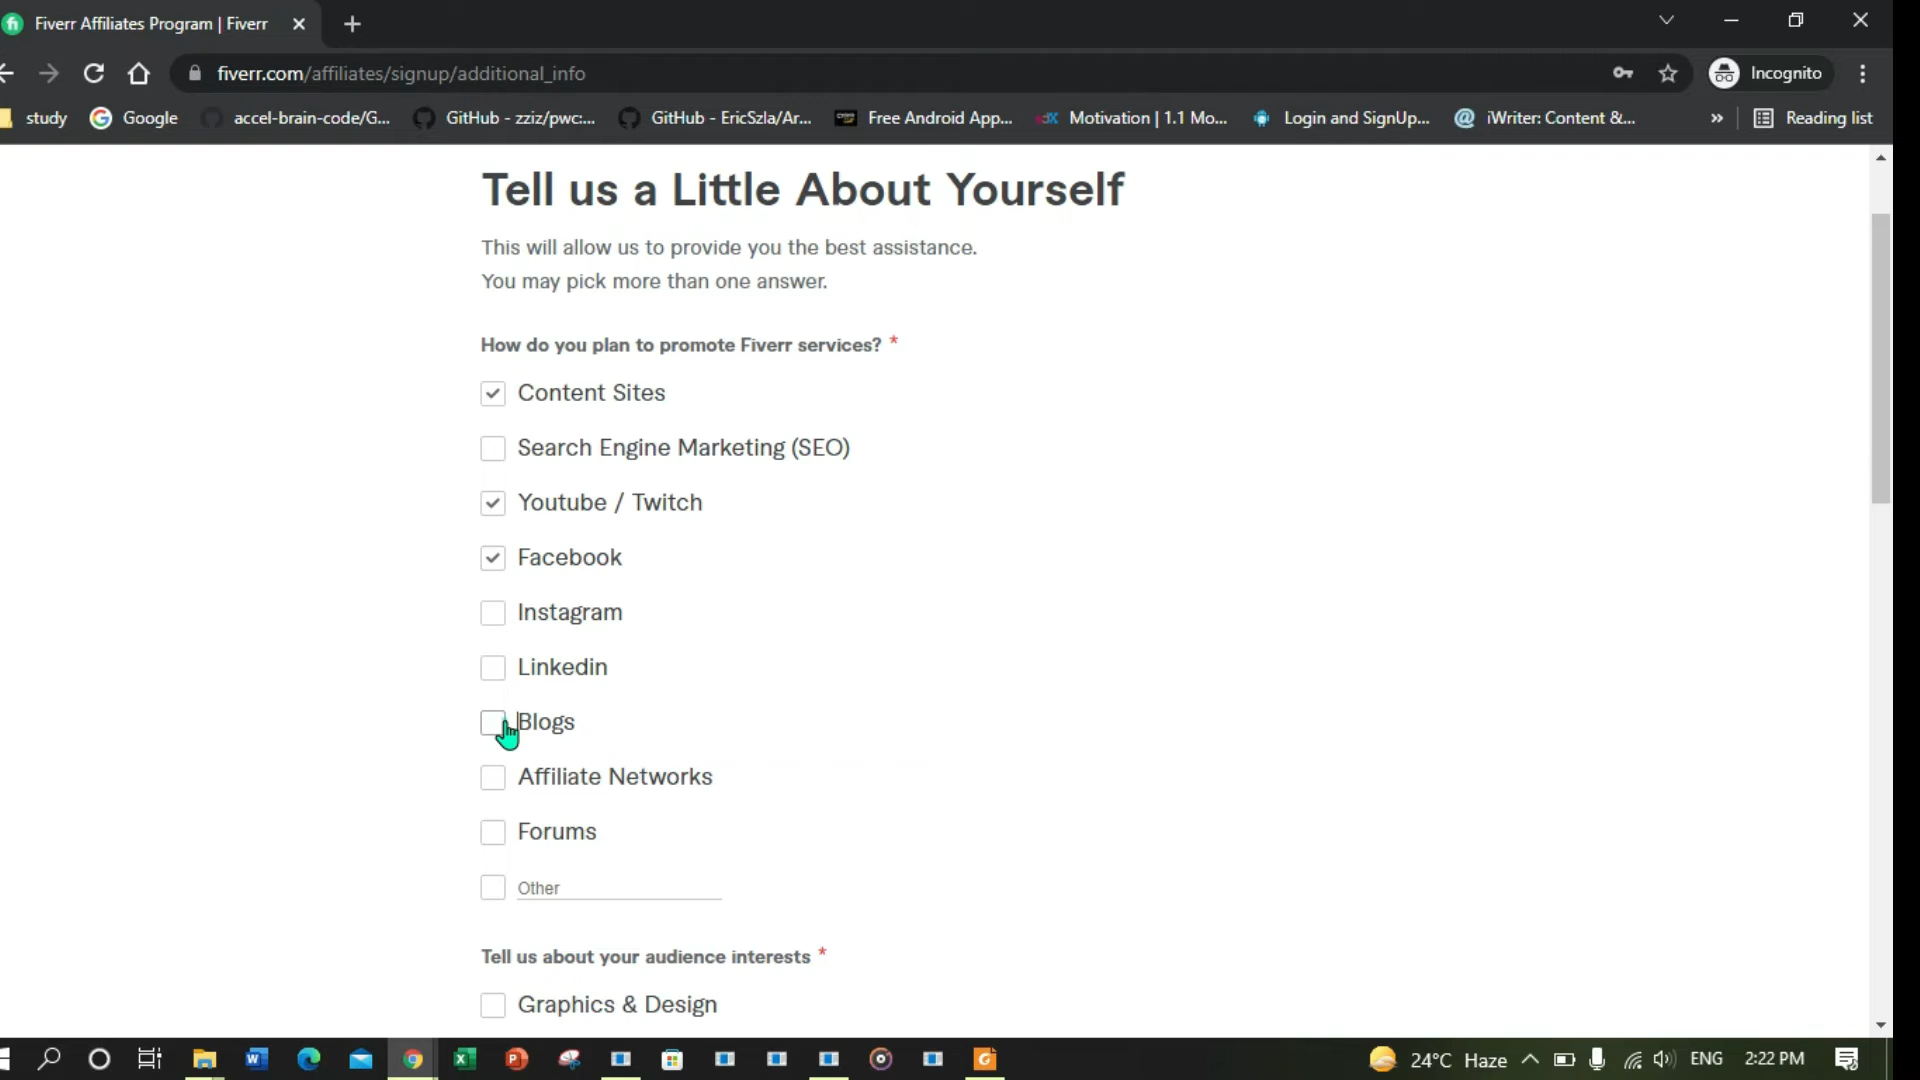 Fiverr Affiliates Program | Fiverr
fiverr.com/affiliates/signup/additional_info
Incognito
study
Google
accel-brain-code/G...
GitHub - zziz/pwc:...
GitHub - EricSzla/Ar...
Free Android App...
Motivation | 1.1 Mo...
Login and SignUp...
iWriter: Content &...
»
Reading list
Tell us a Little About Yourself
This will allow us to provide you the best assistance.
You may pick more than one answer.
How do you plan to promote Fiverr services? *
Content Sites
Search Engine Marketing (SEO)
Youtube / Twitch
Facebook
Instagram
Linkedin
Blogs
Affiliate Networks
Forums
Other
Tell us about your audience interests *
Graphics & Design
24°C Haze
ENG
2:22 PM